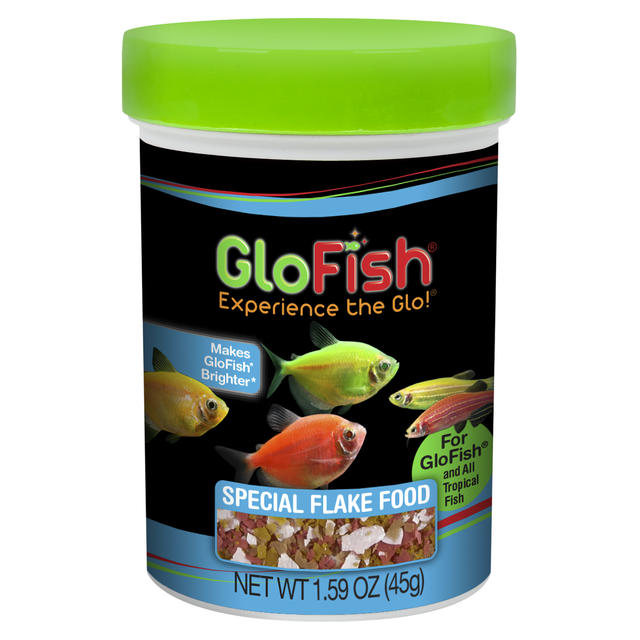 GloFish®
Experience the Glo!®
Makes
GloFish®
Brighter*
For
GloFish®
and All
Tropical
Fish
SPECIAL FLAKE FOOD
NET WT 1.59 OZ (45g)